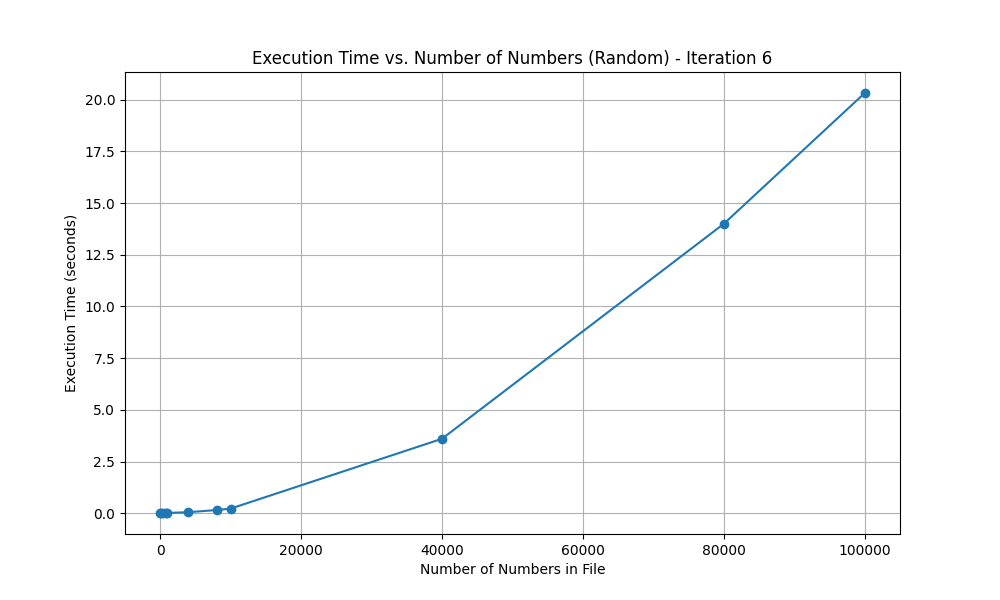 Execution Time vs. Number of Numbers (Random) - Iteration 6
20.0
17.5
15.0
12.5
10.0
7.5
5.0
2.5
0.0
Execution Time (seconds)
0 20000 40000 60000 80000 100000
Number of Numbers in File